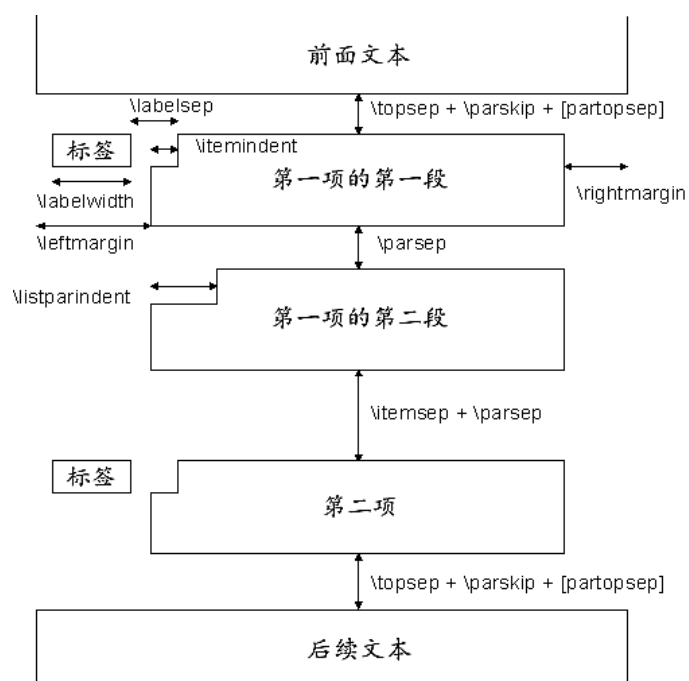 前面文本
\labelsep
\topsep + \parskip + [partopsep]
标签
\itemindent
第一项的第一段
\rightmargin
\labelwidth
\leftmargin
\parsep
\listparindent
第一项的第二段
\itemsep + \parsep
标签
第二项
\topsep + \parskip + [partopsep]
后续文本